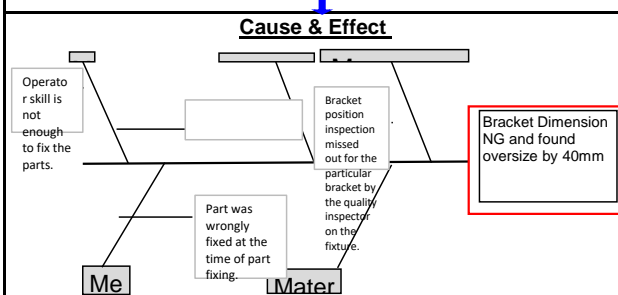 Cause & Effect
Operato
r skill is
not
enough
to fix the
parts.
Bracket
position
inspection
missed
out for the
particular
bracket by
the quality
inspector
on the
fixture.
.
Bracket Dimension
NG and found
oversize by 40mm
Part was
wrongly
fixed at the
time of part
fixing.
Me
Mater